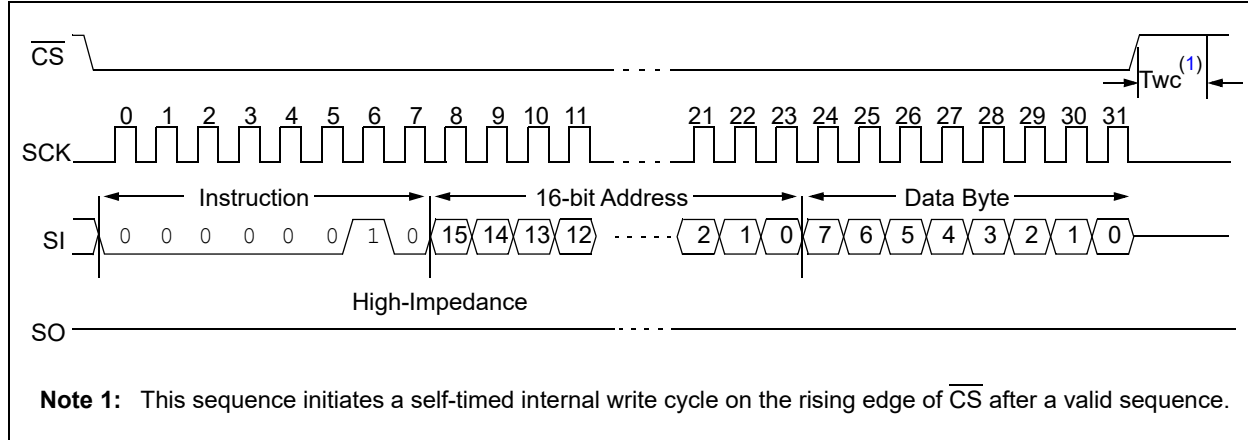 CS
Twc(1)
0 1 2 3 4 5 6 7 8 9 10 11 21 22 23 24 25 26 27 28 29 30 31
SCK
Instruction 16-bit Address Data Byte
SI 0 0 0 0 0 0 1 0 15 14 13 12 2 1 0 7 6 5 4 3 2 1 0
High-Impedance
SO
Note 1: This sequence initiates a self-timed internal write cycle on the rising edge of CS after a valid sequence.